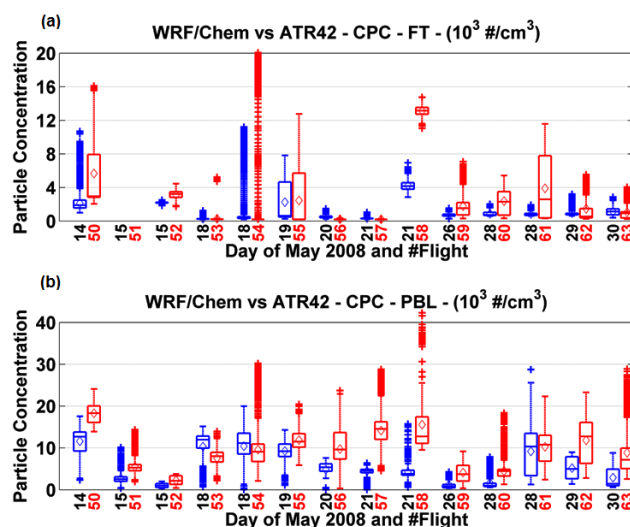 (a)
WRF/Chem vs ATR42 - CPC - FT - (10³ #/cm³)
Particle Concentration
20
16
12
8
4
0
14 50 15 51 15 52 18 53 18 54 19 55 20 56 21 57 21 58 26 59 28 60 28 61 29 62 30 63
Day of May 2008 and #Flight
(b)
WRF/Chem vs ATR42 - CPC - PBL - (10³ #/cm³)
Particle Concentration
40
30
20
10
0
14 50 15 51 15 52 18 53 18 54 19 55 20 56 21 57 21 58 26 59 28 60 28 61 29 62 30 63
Day of May 2008 and #Flight